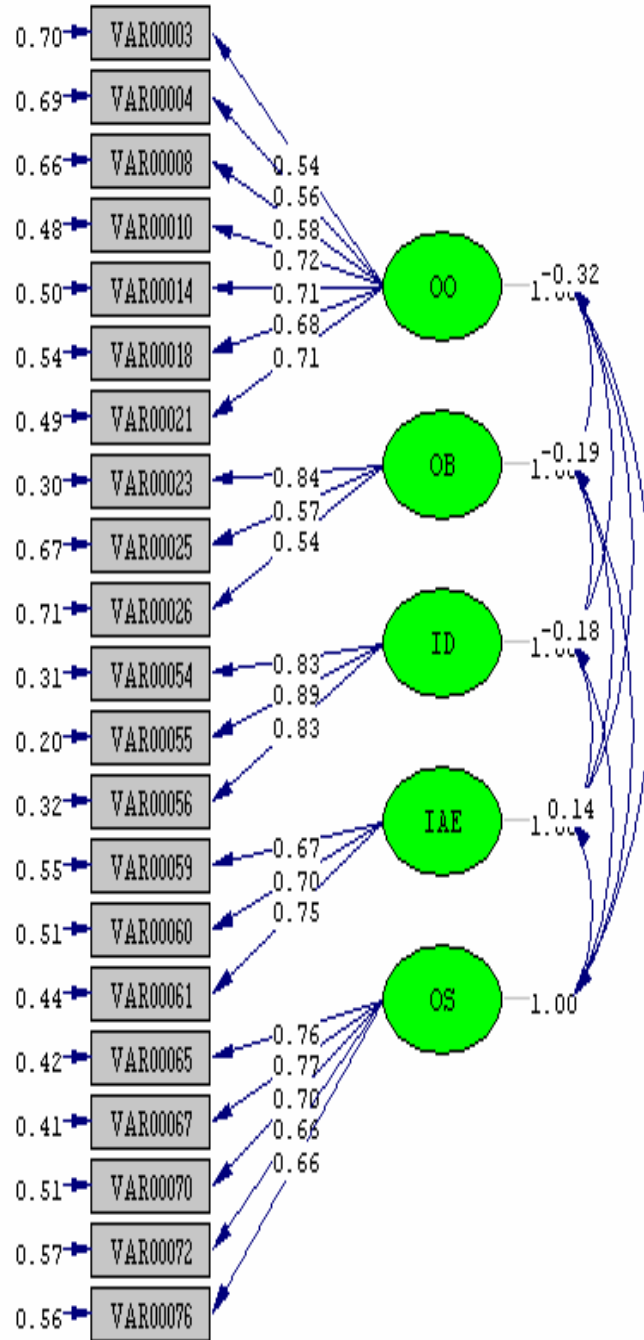 0.70 VAR00003
0.69 VAR00004
0.66 VAR00008
0.54
0.56
0.48 VAR00010
0.58
0.72
OO
-0.32
0.50 VAR00014
0.71
0.68
0.54 VAR00018
0.71
0.49 VAR00021
OB
-0.19
0.30 VAR00023
0.84
0.57
0.67 VAR00025
0.54
0.71 VAR00026
ID
-0.18
0.31 VAR00054
0.83
0.89
0.20 VAR00055
0.83
0.32 VAR00056
IAE
0.14
0.55 VAR00059
0.67
0.70
0.51 VAR00060
0.75
0.44 VAR00061
OS
1.00
0.42 VAR00065
0.76
0.77
0.41 VAR00067
0.70
0.66
0.66
0.51 VAR00070
0.57 VAR00072
0.56 VAR00076